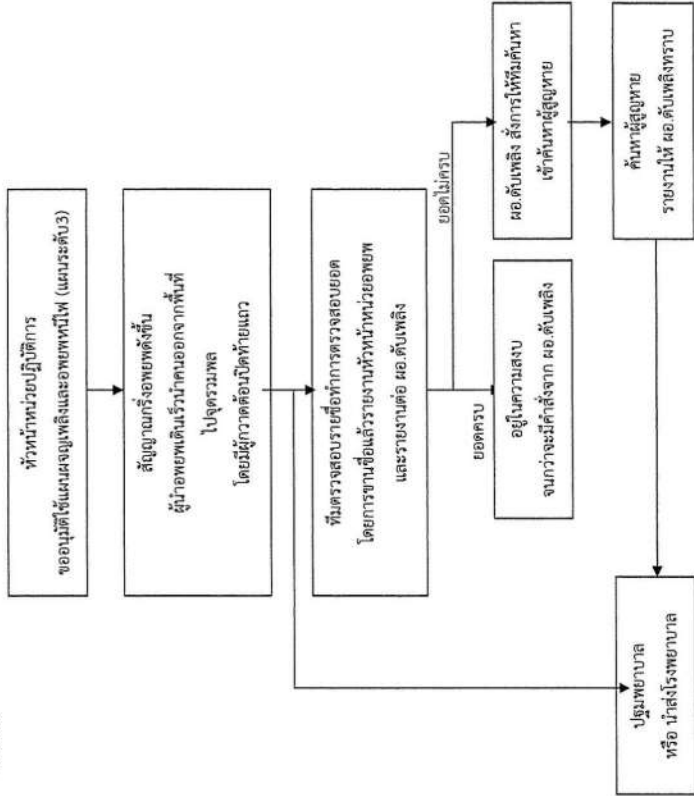 หัวหน้าหน่วยปฏิบัติการ
ขออนุมัติใช้แผนผจญเพลิงและอพยพหนีไฟ (แผนระดับ3)
สัญญาณกริ่งอพยพดังขึ้น
ผู้นำอพยพเดินเร็วนำคนออกจากพื้นที่
ไปจุดรวมพล
โดยมีผู้กวาดต้อนปิดท้ายแถว
ทีมตรวจสอบรายชื่อทำการตรวจสอบยอด
โดยการขานชื่อแล้วรายงานหัวหน้าหน่วยอพยพ
และรายงานต่อ ผอ.ดับเพลิง
ยอดครบ
ยอดไม่ครบ
อยู่ในความสงบ
จนกว่าจะมีคำสั่งจาก ผอ.ดับเพลิง
ผอ.ดับเพลิง สั่งการให้ทีมค้นหา
เข้าค้นหาผู้สูญหาย
ค้นหาผู้สูญหาย
รายงานให้ ผอ.ดับเพลิงทราบ
ปฐมพยาบาล
หรือ นำส่งโรงพยาบาล